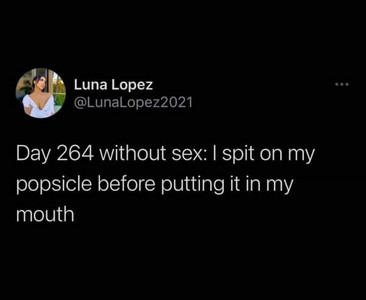 Luna Lopez
@LunaLopez2021
Day 264 without sex: I spit on my
popsicle before putting it in my
mouth